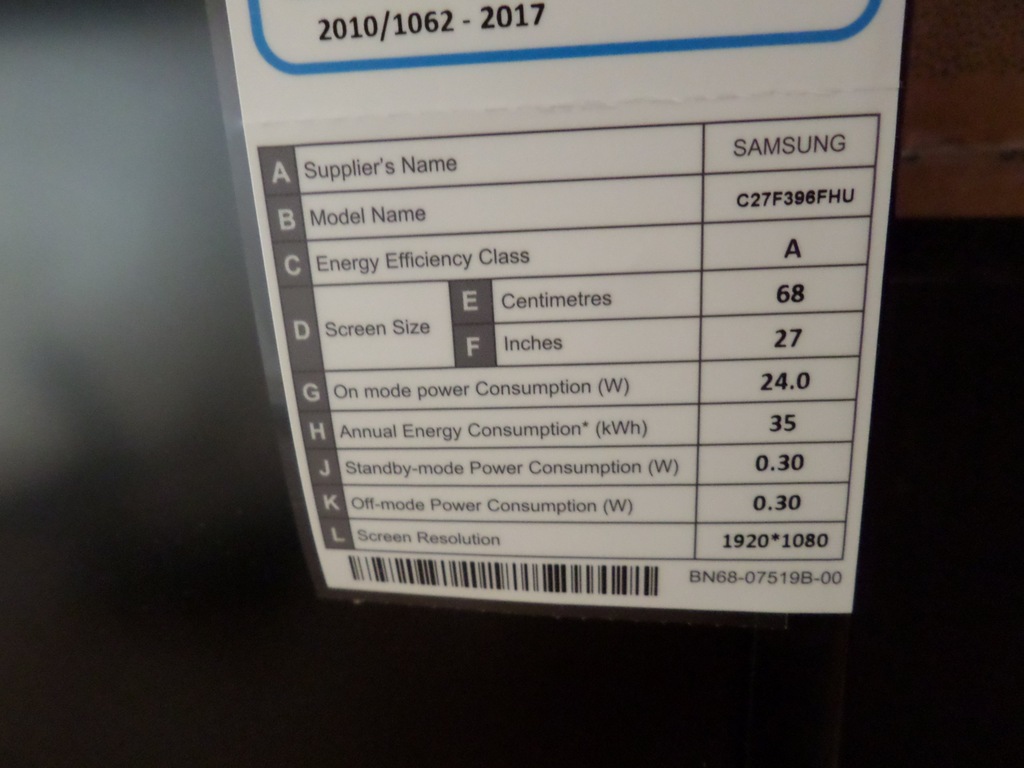 2010/1062 - 2017
A Supplier's Name SAMSUNG
B Model Name C27F396FHU
C Energy Efficiency Class A
D Screen Size E Centimetres 68
F Inches 27
G On mode power Consumption (W) 24.0
H Annual Energy Consumption* (kWh) 35
J Standby-mode Power Consumption (W) 0.30
K Off-mode Power Consumption (W) 0.30
L Screen Resolution 1920*1080
BN68-07519B-00